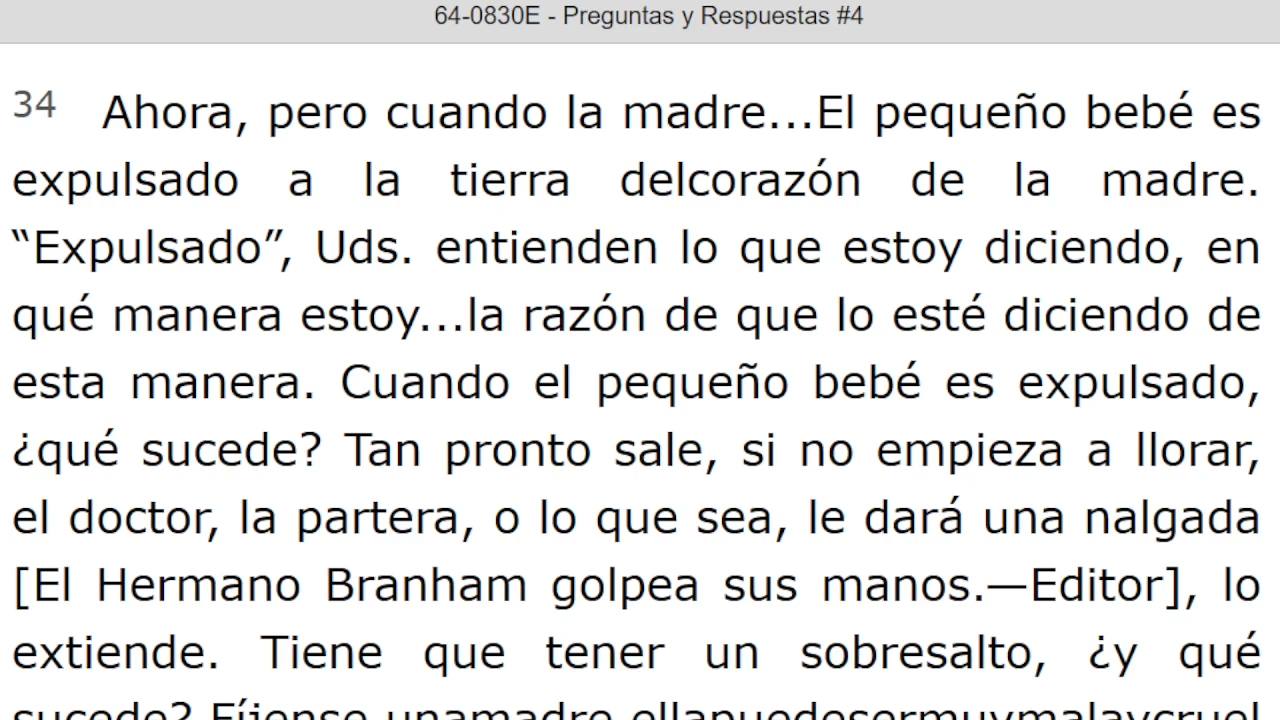 64-0830E - Preguntas y Respuestas #4
34 Ahora, pero cuando la madre...El pequeño bebé es
expulsado a la tierra delcorazón de la madre.
“Expulsado”, Uds. entienden lo que estoy diciendo, en
qué manera estoy...la razón de que lo esté diciendo de
esta manera. Cuando el pequeño bebé es expulsado,
¿qué sucede? Tan pronto sale, si no empieza a llorar,
el doctor, la partera, o lo que sea, le dará una nalgada
[El Hermano Branham golpea sus manos.—Editor], lo
extiende. Tiene que tener un sobresalto, ¿y qué
sucede? Fíjense unamadre ellapuedesermuymalaycruel